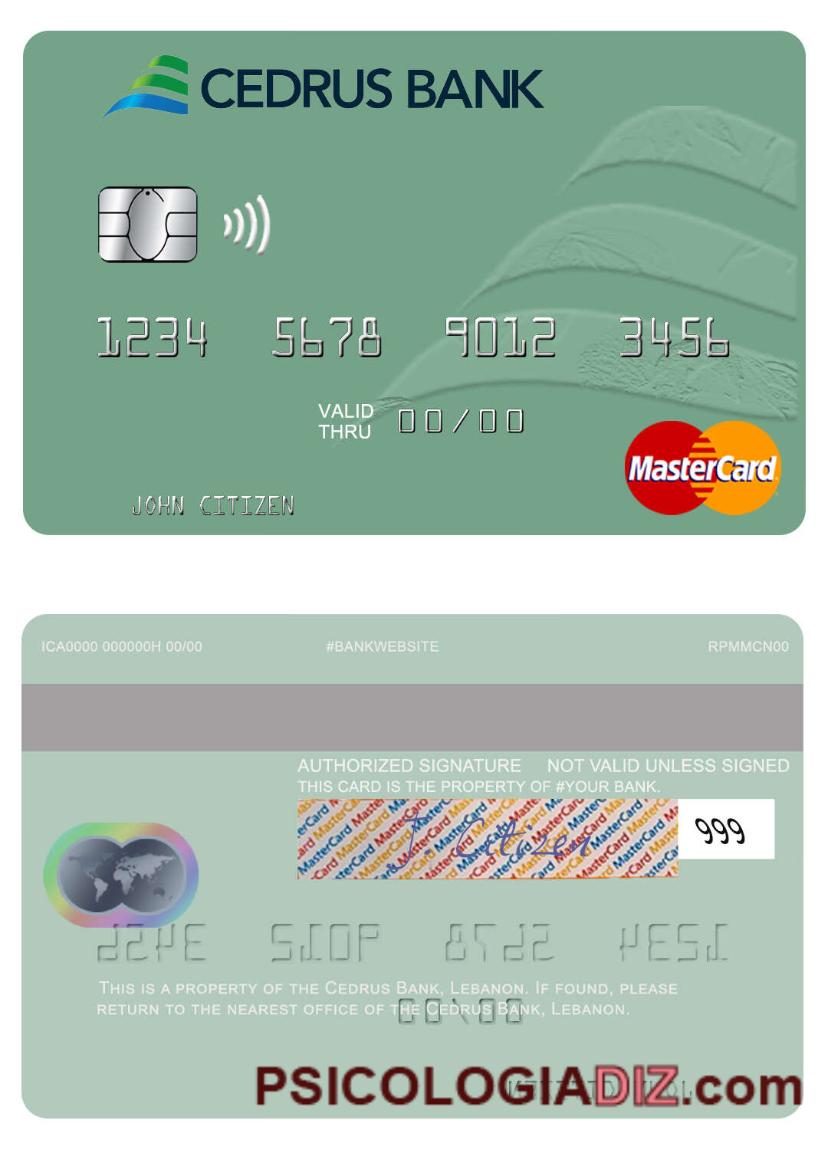 CEDRUS BANK
1234 5678 9012 3456
VALID
THRU 00/00
MasterCard
JOHN CITIZEN
ICA0000 000000H 00/00 #BANKWEBSITE RPMMCN00
AUTHORIZED SIGNATURE NOT VALID UNLESS SIGNED
THIS CARD IS THE PROPERTY OF #YOUR BANK.
J Citizen 999
THIS IS A PROPERTY OF THE CEDRUS BANK, LEBANON. IF FOUND, PLEASE
RETURN TO THE NEAREST OFFICE OF THE CEDRUS BANK, LEBANON.
PSICOLOGIADIZ.com